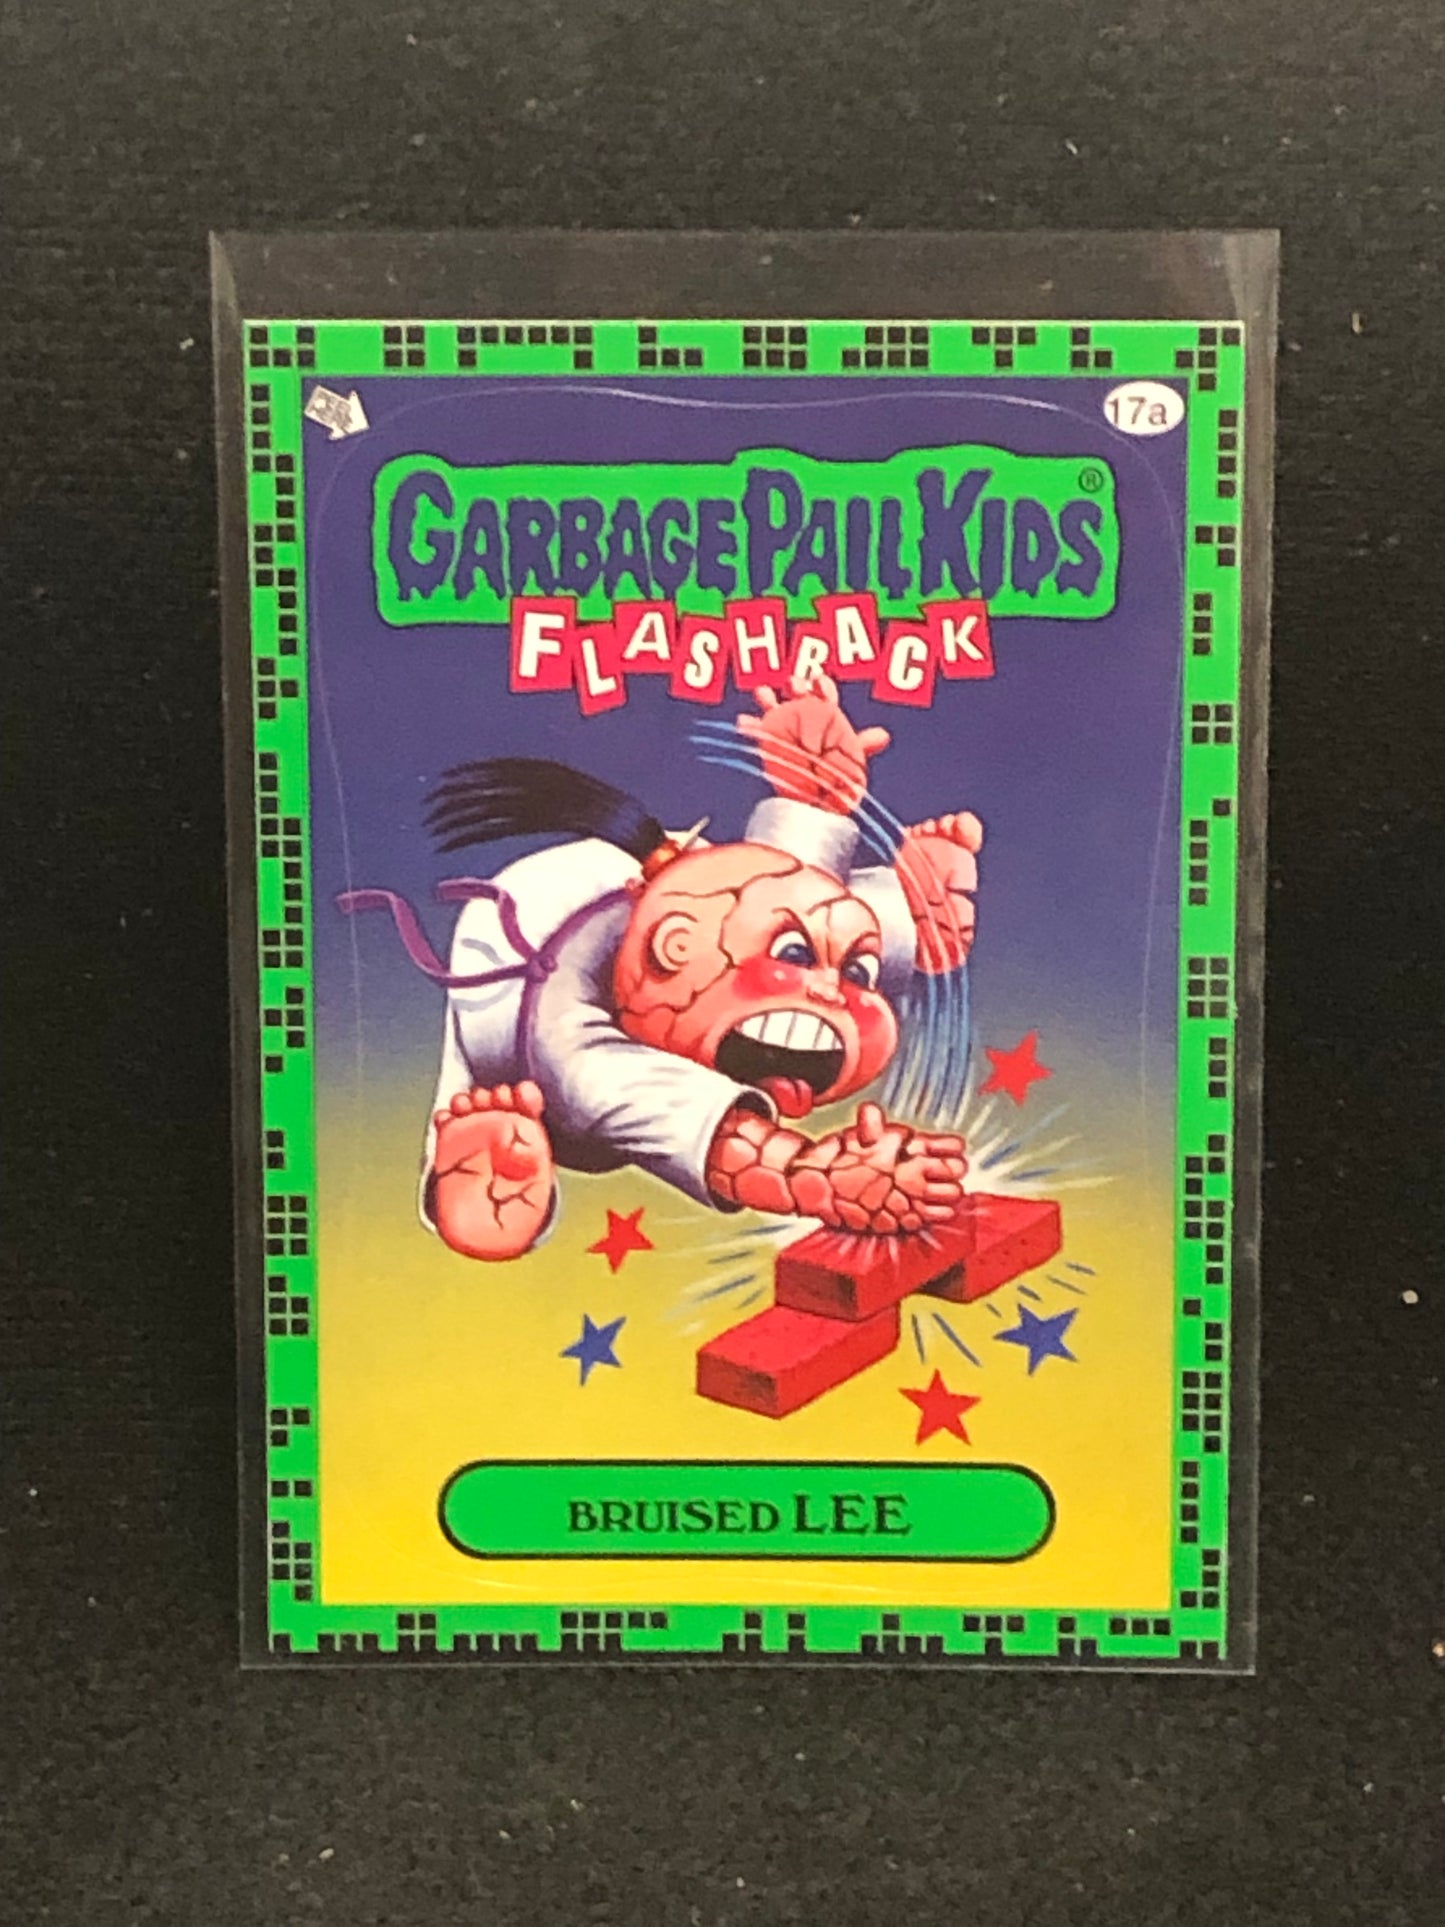 17a
GARBAGE PAIL KIDS®
FLASHBACK
BRUISED LEE